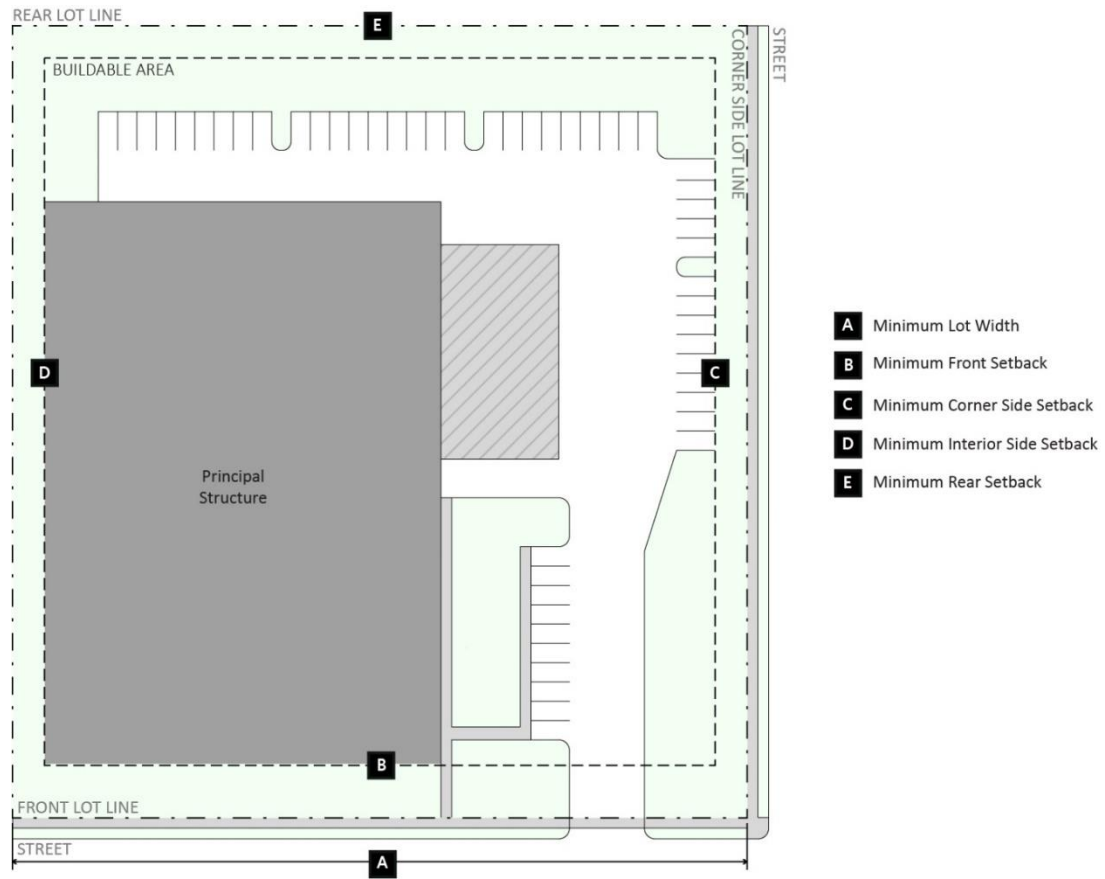 REAR LOT LINE
E
BUILDABLE AREA
CORNER SIDE LOT LINE
STREET
D
C
Principal
Structure
B
FRONT LOT LINE
STREET
A
A Minimum Lot Width
B Minimum Front Setback
C Minimum Corner Side Setback
D Minimum Interior Side Setback
E Minimum Rear Setback